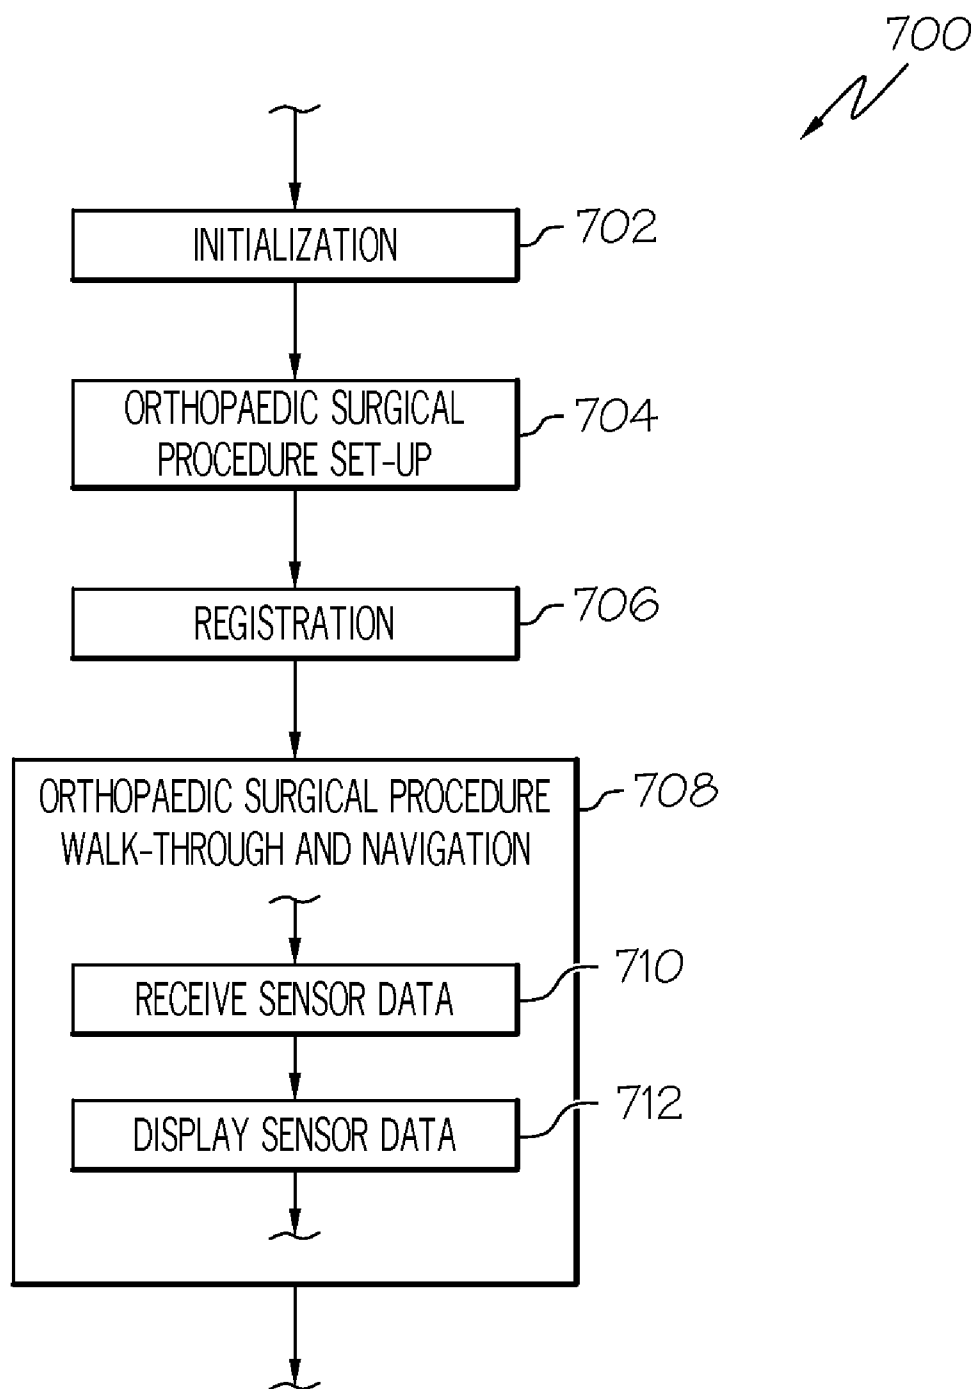 700
INITIALIZATION
702
ORTHOPAEDIC SURGICAL
PROCEDURE SET-UP
704
REGISTRATION
706
ORTHOPAEDIC SURGICAL PROCEDURE
WALK-THROUGH AND NAVIGATION
708
RECEIVE SENSOR DATA
710
DISPLAY SENSOR DATA
712